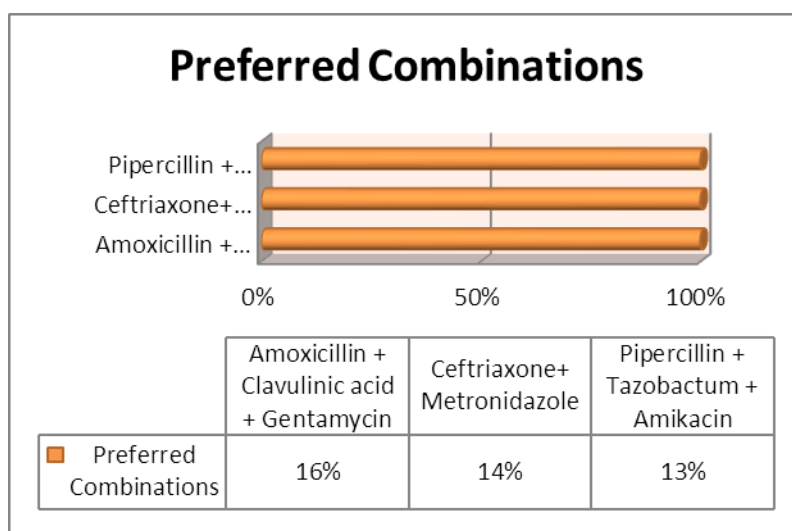 Preferred Combinations
Pipercillin +...
Ceftriaxone+...
Amoxicillin +...
0% 50% 100%
Amoxicillin +
Clavulinic acid
+ Gentamycin
Ceftriaxone+
Metronidazole
Pipercillin +
Tazobactum +
Amikacin
Preferred
Combinations
16% 14% 13%